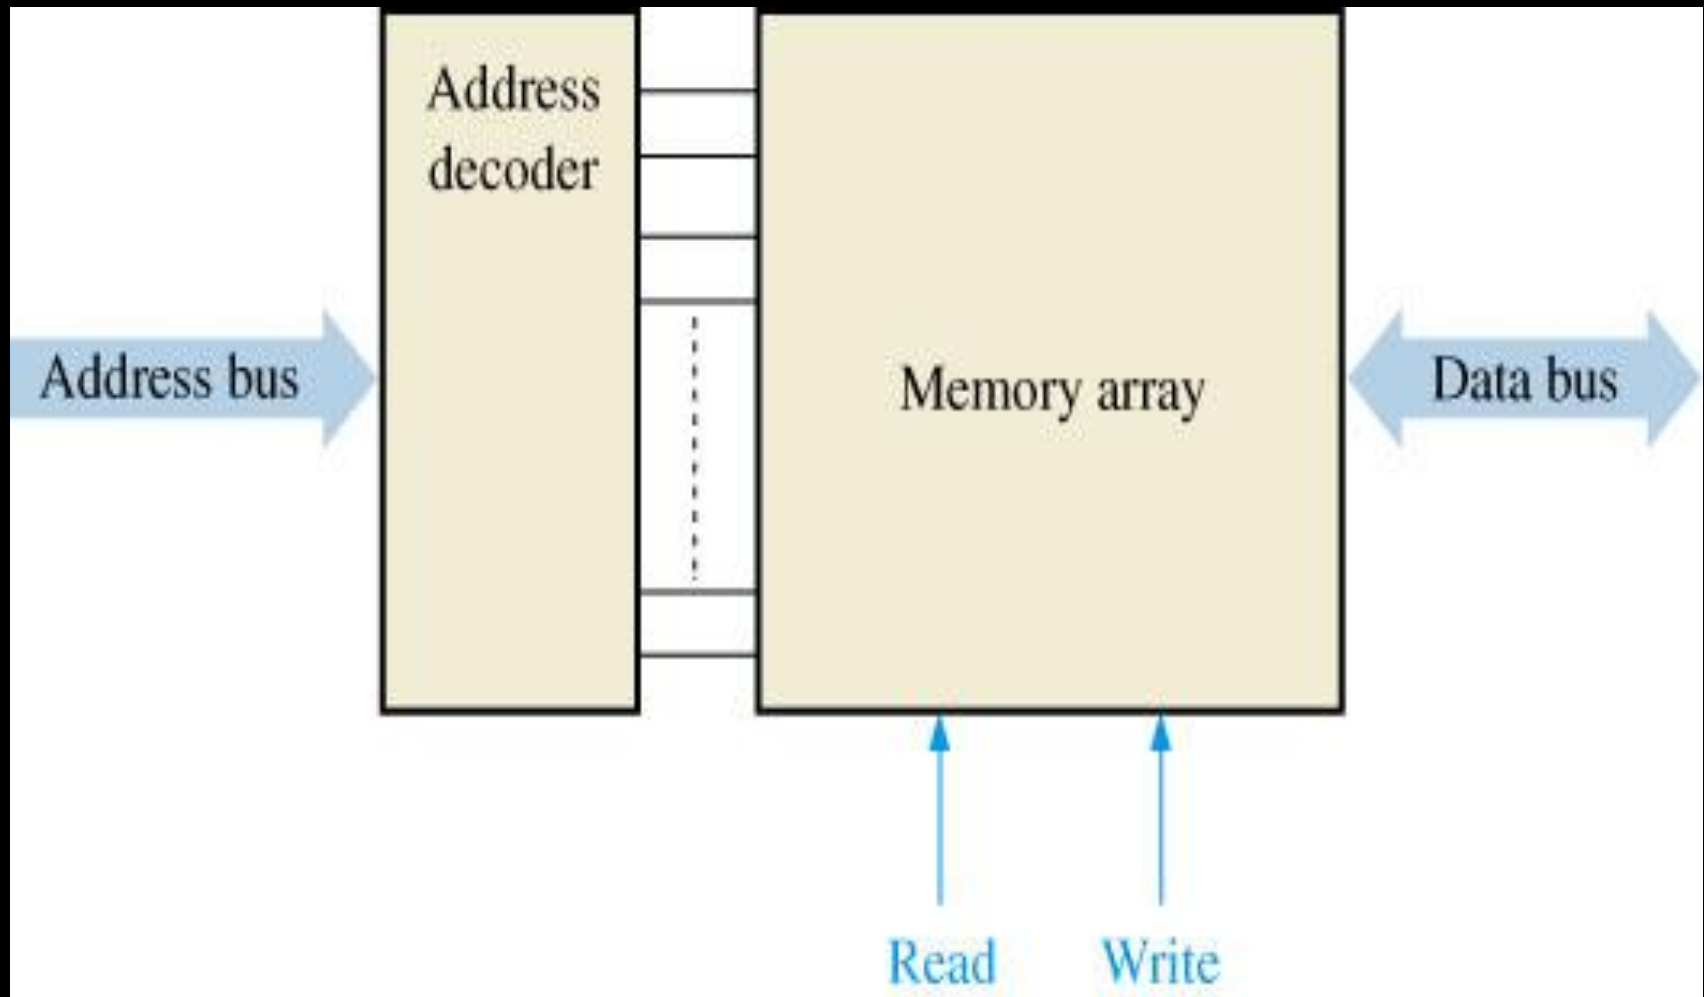 Address
decoder
Address bus
Memory array
Data bus
Read
Write